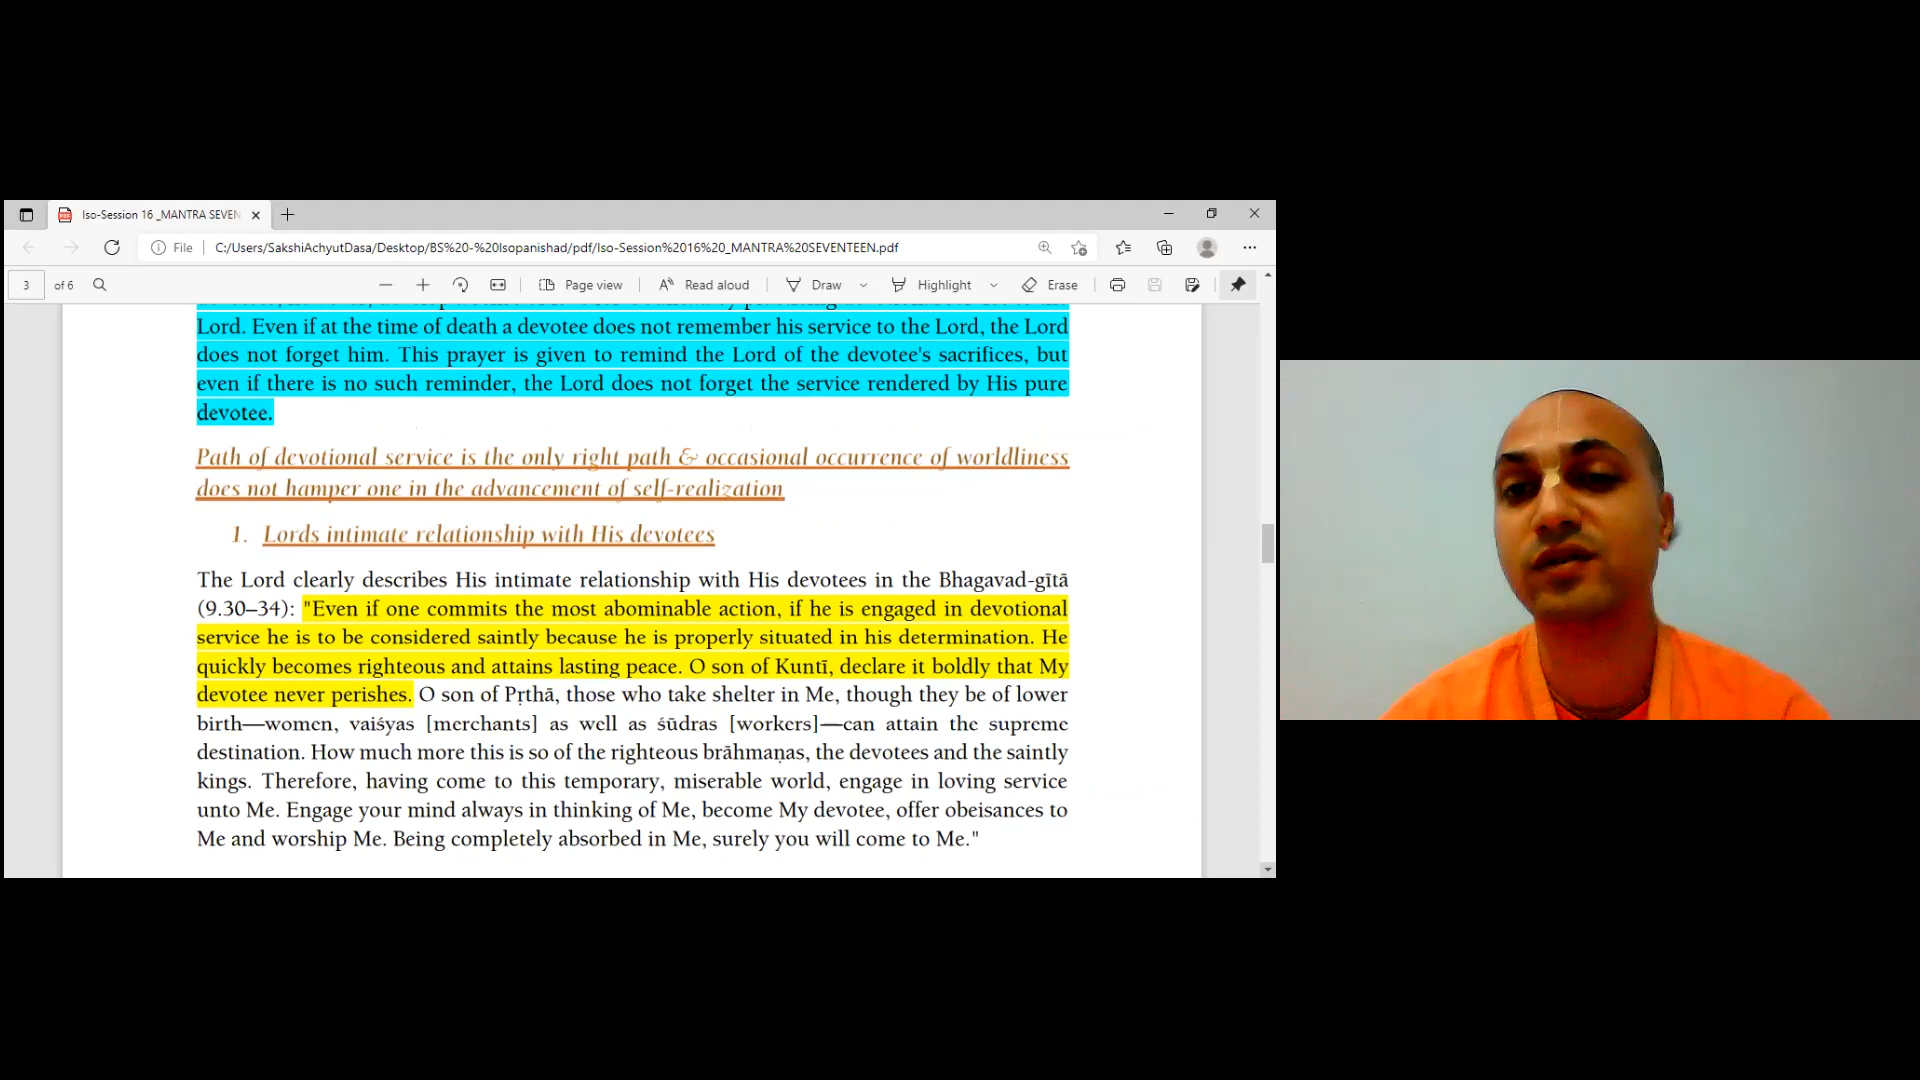 Iso-Session 16 _MANTRA SEVEN
File C:/Users/SakshiAchyutDasa/Desktop/BS%20-%20Isopanishad/pdf/Iso-Session%2016%20_MANTRA%20SEVENTEEN.pdf
3 of 6 Page view Read aloud Draw Highlight Erase
Lord. Even if at the time of death a devotee does not remember his service to the Lord, the Lord
does not forget him. This prayer is given to remind the Lord of the devotee's sacrifices, but
even if there is no such reminder, the Lord does not forget the service rendered by His pure
devotee.
Path of devotional service is the only right path & occasional occurrence of worldliness
does not hamper one in the advancement of self-realization
1. Lords intimate relationship with His devotees
The Lord clearly describes His intimate relationship with His devotees in the Bhagavad-gītā
(9.30–34): "Even if one commits the most abominable action, if he is engaged in devotional
service he is to be considered saintly because he is properly situated in his determination. He
quickly becomes righteous and attains lasting peace. O son of Kuntī, declare it boldly that My
devotee never perishes. O son of Pṛthā, those who take shelter in Me, though they be of lower
birth—women, vaiśyas [merchants] as well as śūdras [workers]—can attain the supreme
destination. How much more this is so of the righteous brāhmaṇas, the devotees and the saintly
kings. Therefore, having come to this temporary, miserable world, engage in loving service
unto Me. Engage your mind always in thinking of Me, become My devotee, offer obeisances to
Me and worship Me. Being completely absorbed in Me, surely you will come to Me."